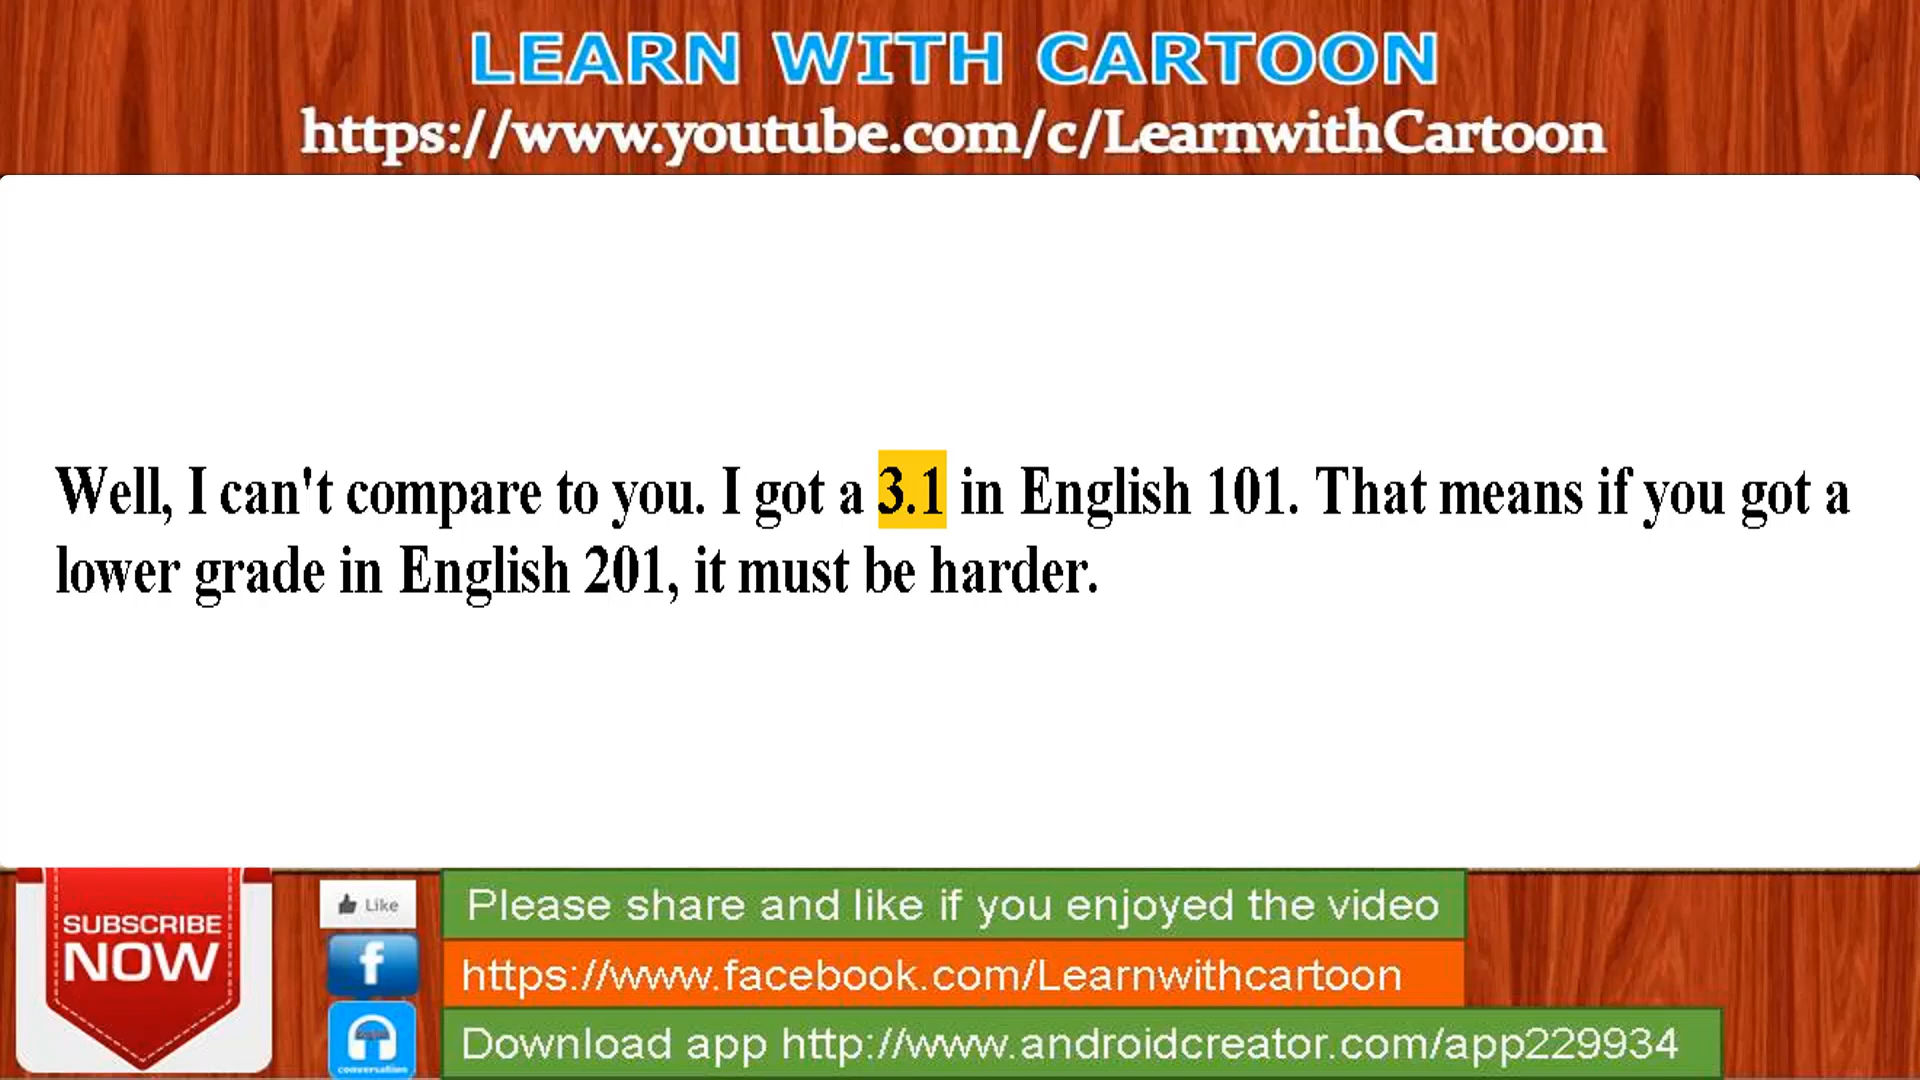 LEARN WITH CARTOON
https://www.youtube.com/c/LearnwithCartoon
Well, I can't compare to you. I got a 3.1 in English 101. That means if you got a
lower grade in English 201, it must be harder.
SUBSCRIBE
NOW
Like
f
conversation
Please share and like if you enjoyed the video
https://www.facebook.com/Learnwithcartoon
Download app http://www.androidcreator.com/app229934